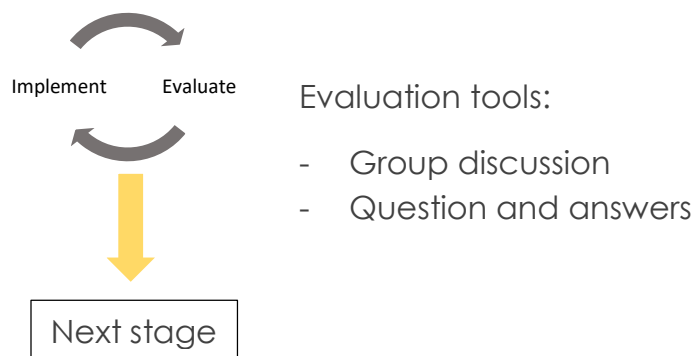 Implement
Evaluate
Evaluation tools:
- Group discussion
- Question and answers
Next stage